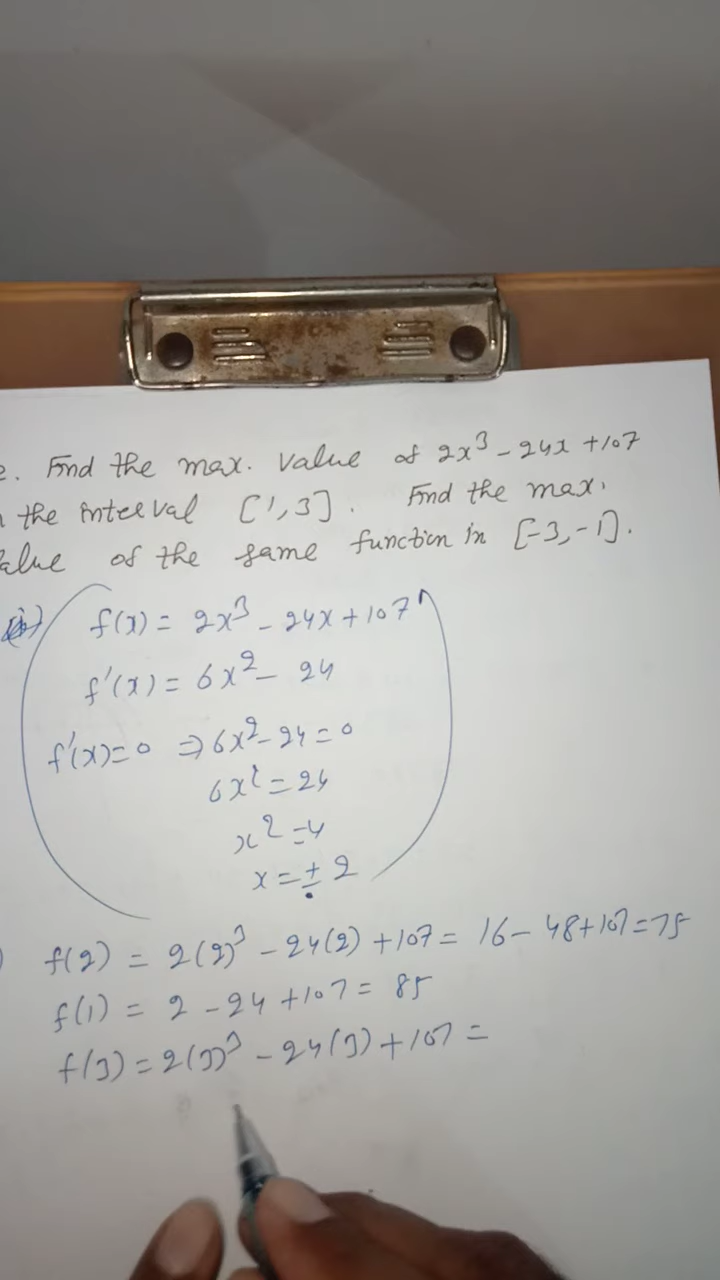 . Find the max. value of 2x³ - 24x + 107
the interval [1, 3]. Find the max.
of the same function in [-3, -1].
f(x) = 2x³ - 24x + 107
f'(x) = 6x² - 24
f'(x) = 0 ⇒ 6x² - 24 = 0
6x² = 24
x² = 4
x = ± 2
f(2) = 2(2)³ - 24(2) + 107 = 16 - 48 + 107 = 75
f(1) = 2 - 24 + 107 = 85
f(3) = 2(3)³ - 24(3) + 107 =